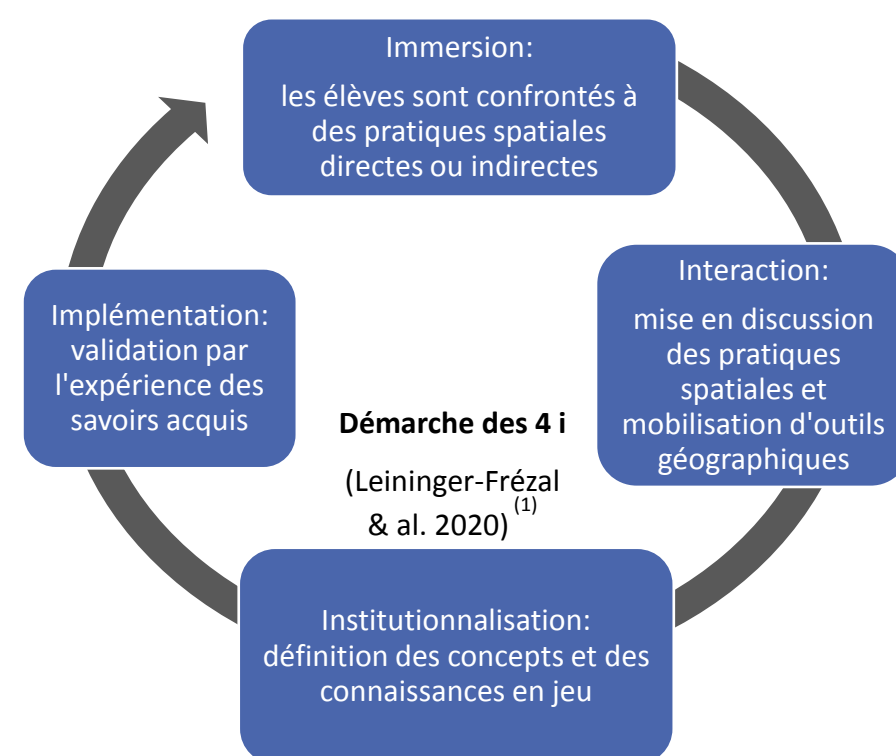 Immersion:
les élèves sont confrontés à
des pratiques spatiales
directes ou indirectes
Interaction:
mise en discussion
des pratiques
spatiales et
mobilisation d'outils
géographiques
Institutionnalisation:
définition des concepts et des
connaissances en jeu
Implémentation:
validation par
l'expérience des
savoirs acquis
Démarche des 4 i
(Leininger-Frézal
& al. 2020) (1)